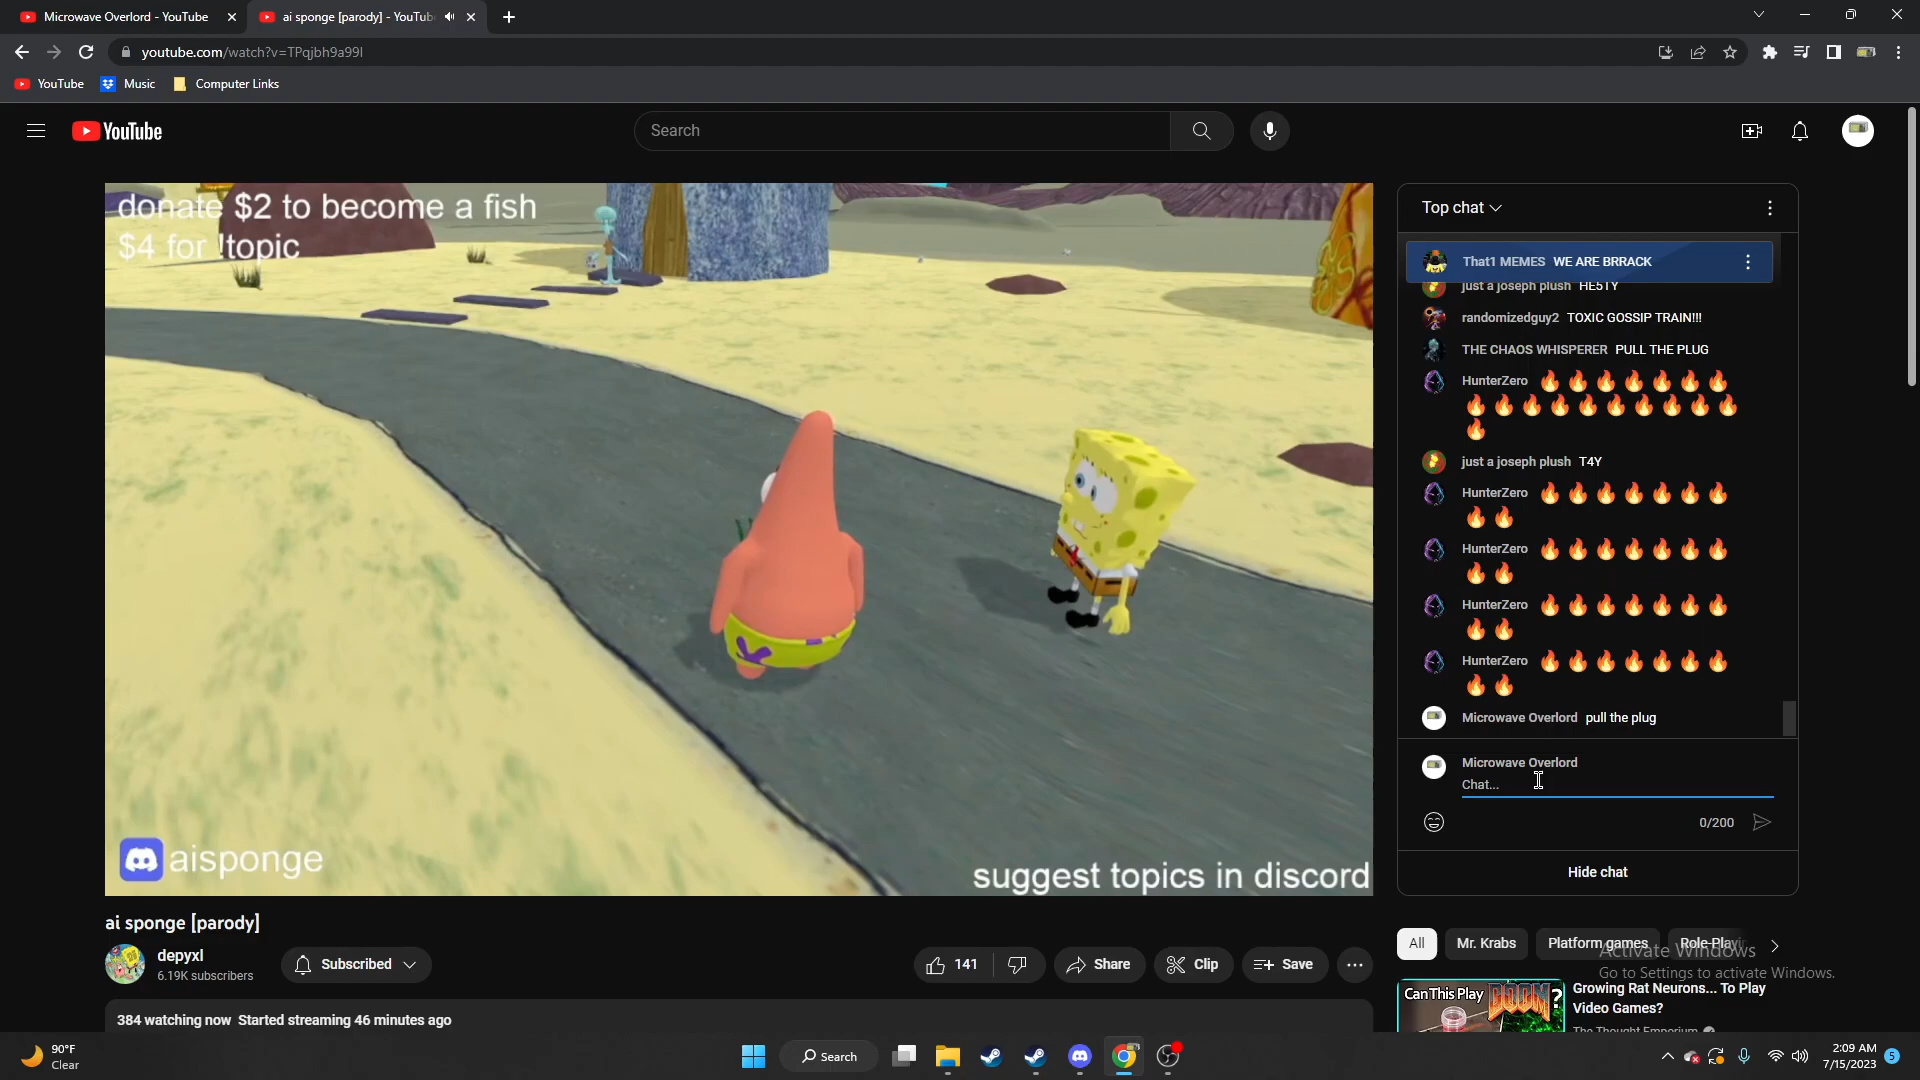 Microwave Overlord - YouTube
ai sponge [parody] - YouTub
youtube.com/watch?v=TPqjbh9a99I
YouTube
Music
Computer Links
YouTube
Search
donate $2 to become a fish
$4 for !topic
aisponge
suggest topics in discord
Top chat
That1 MEMES WE ARE BRRACK
just a joseph plush HE5TY
randomizedguy2 TOXIC GOSSIP TRAIN!!!
THE CHAOS WHISPERER PULL THE PLUG
HunterZero 🔥🔥🔥🔥🔥🔥🔥
🔥🔥🔥🔥🔥🔥🔥🔥🔥🔥
🔥
just a joseph plush T4Y
HunterZero 🔥🔥🔥🔥🔥🔥🔥
🔥🔥
HunterZero 🔥🔥🔥🔥🔥🔥🔥
🔥🔥
HunterZero 🔥🔥🔥🔥🔥🔥🔥
🔥🔥
HunterZero 🔥🔥🔥🔥🔥🔥🔥
🔥🔥
Microwave Overlord pull the plug
Microwave Overlord
Chat...
0/200
Hide chat
ai sponge [parody]
depyxl
6.19K subscribers
Subscribed
141
Share
Clip
Save
384 watching now Started streaming 46 minutes ago
All
Mr. Krabs
Platform games
Role-Playi
Activate Windows
Go to Settings to activate Windows.
Can This Play DOOM?
Growing Rat Neurons... To Play
Video Games?
The Thought Emporium
90°F
Clear
Search
2:09 AM
7/15/2023
5